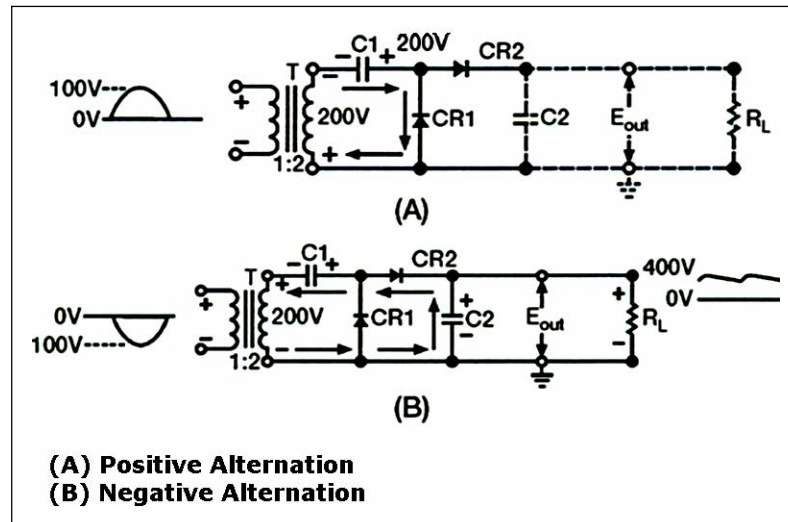 C1
200V
CR2
− +
T
−
100V
0V
+
−
200V
CR1
C2
Eout
RL
+
1:2
(A)
C1
CR2
− +
T
+
400V
0V
0V
100V
+
−
200V
CR1
+
C2
−
Eout
+
RL
−
−
1:2
(B)
(A) Positive Alternation
(B) Negative Alternation